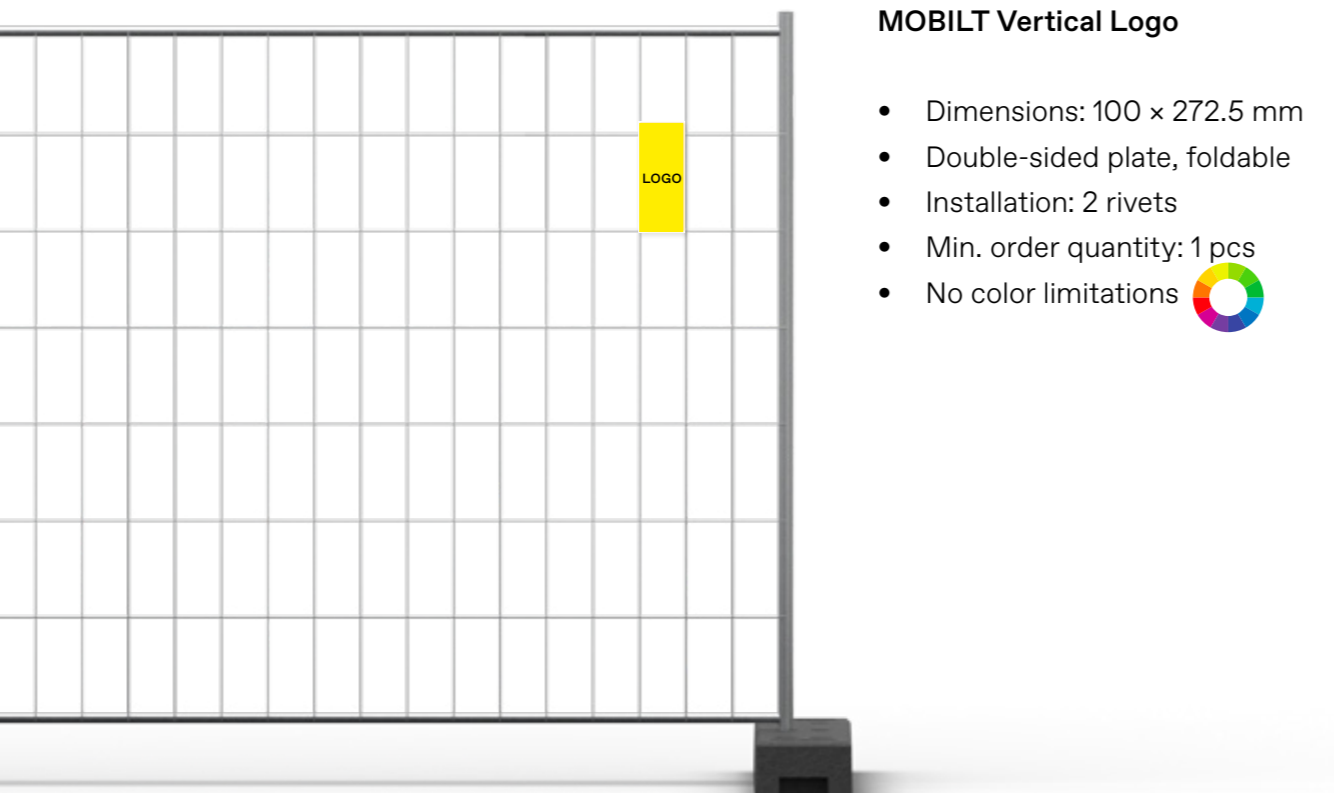 MOBILT Vertical Logo
• Dimensions: 100 × 272.5 mm
• Double-sided plate, foldable
• Installation: 2 rivets
• Min. order quantity: 1 pcs
• No color limitations
LOGO